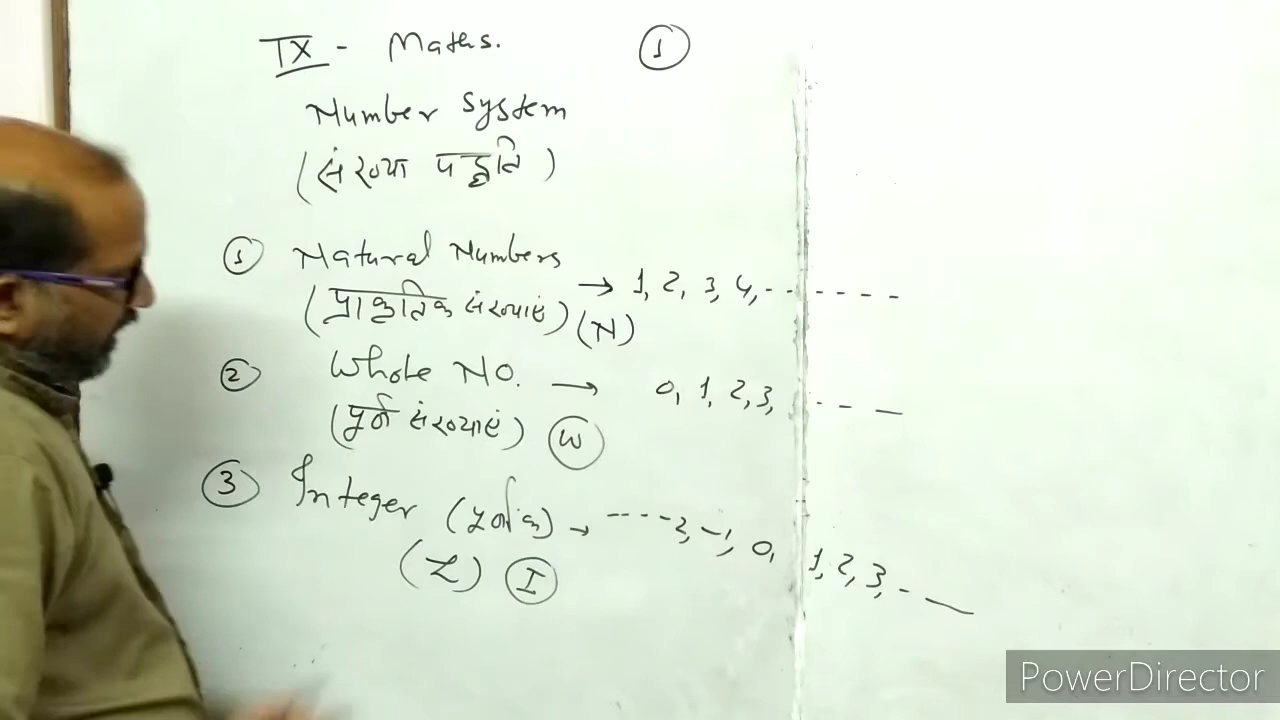 IX - Maths. 1
Number System
(संख्या पद्धति)
1 Natural Numbers → 1, 2, 3, 4, - - - - - - -
(प्राकृतिक संख्याएं) (N)
2 Whole NO. → 0, 1, 2, 3, - - - -
(पुर्न संख्याएं) W
3 Integer (पूर्नांक) → - - - - 2, -1, 0, 1, 2, 3, - —
(Z) I
PowerDirector